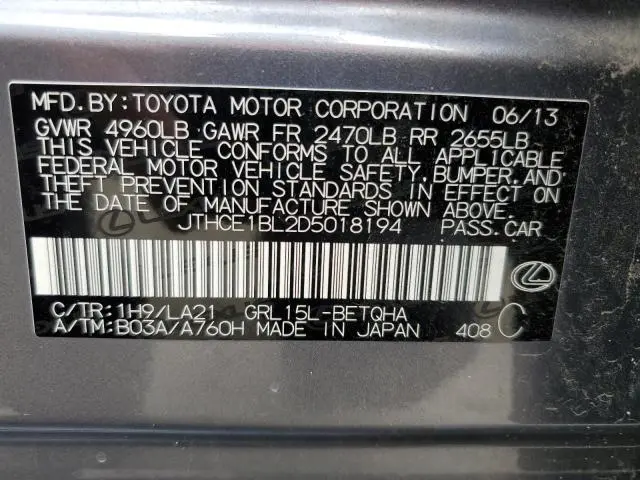 MFD.BY:TOYOTA MOTOR CORPORATION 06/13
GVWR 4960LB GAWR FR 2470LB RR 2655LB
THIS VEHICLE CONFORMS TO ALL APPLICABLE
FEDERAL MOTOR VEHICLE SAFETY,BUMPER,AND
THEFT PREVENTION STANDARDS IN EFFECT ON
THE DATE OF MANUFACTURE SHOWN ABOVE.
JTHCE1BL2D5018194 PASS.CAR
C/TR:1H9/LA21 GRL15L-BETQHA C
A/TM:B03A/A760H MADE IN JAPAN 408